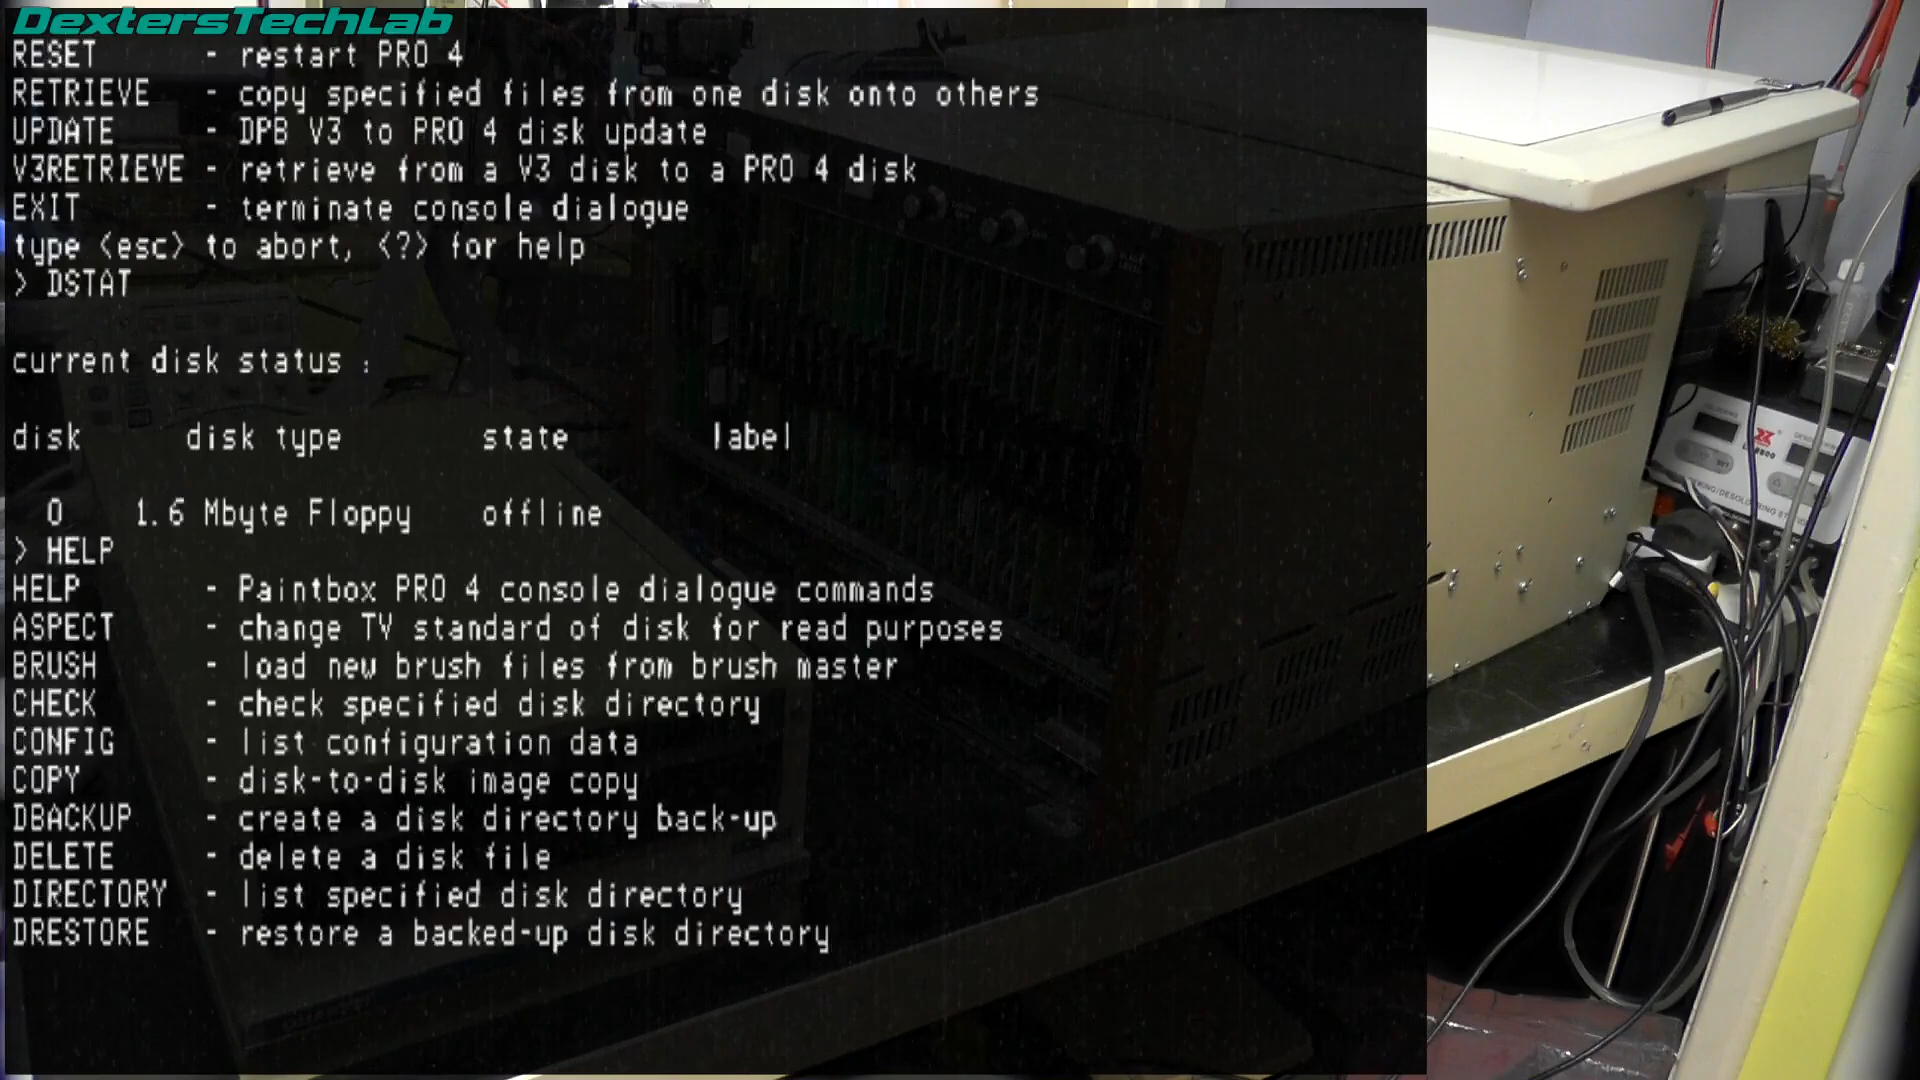 DextersTechLab
RESET - restart PRO 4
RETRIEVE - copy specified files from one disk onto others
UPDATE - DPB V3 to PRO 4 disk update
V3RETRIEVE - retrieve from a V3 disk to a PRO 4 disk
EXIT - terminate console dialogue
type <esc> to abort, <?> for help
> DSTAT
current disk status :
disk disk type state label
0 1.6 Mbyte Floppy offline
> HELP
HELP - Paintbox PRO 4 console dialogue commands
ASPECT - change TV standard of disk for read purposes
BRUSH - load new brush files from brush master
CHECK - check specified disk directory
CONFIG - list configuration data
COPY - disk-to-disk image copy
DBACKUP - create a disk directory back-up
DELETE - delete a disk file
DIRECTORY - list specified disk directory
DRESTORE - restore a backed-up disk directory